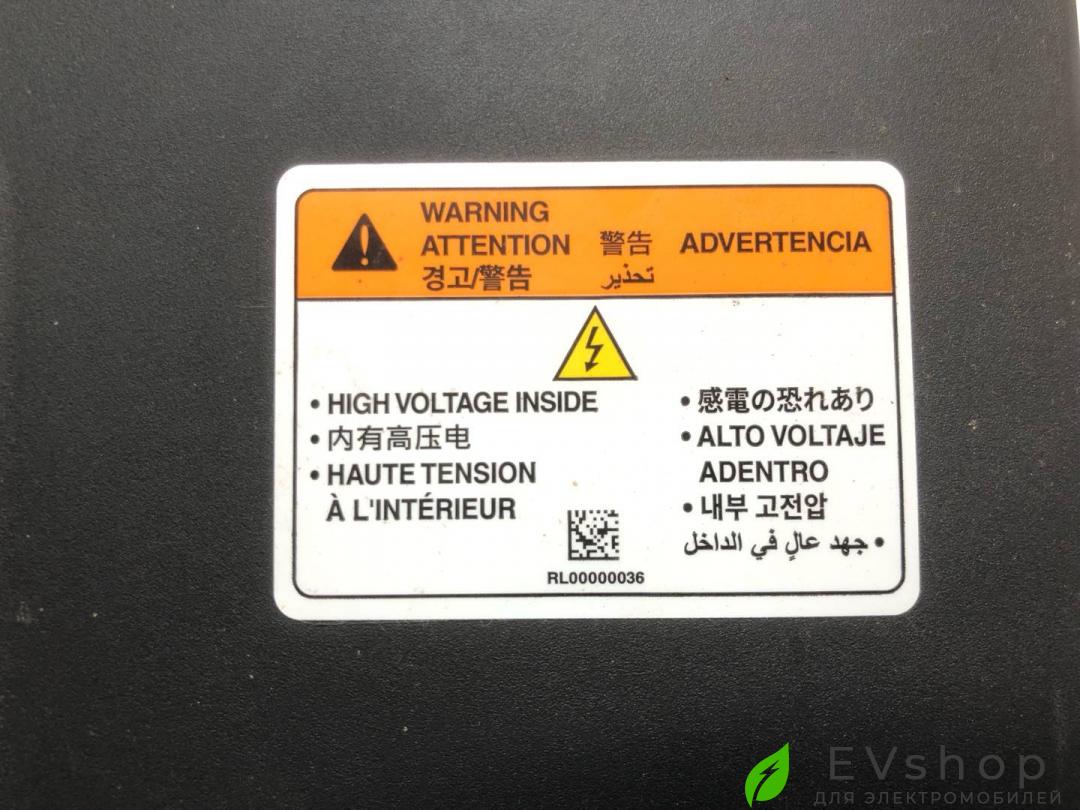 WARNING
ATTENTION 警告 ADVERTENCIA
경고/警告 تحذير
• HIGH VOLTAGE INSIDE
• 内有高压电
• HAUTE TENSION
À L'INTÉRIEUR
• 感電の恐れあり
• ALTO VOLTAJE
ADENTRO
• 내부 고전압
• جهد عالٍ في الداخل
RL00000036
EVshop
ДЛЯ ЭЛЕКТРОМОБИЛЕЙ